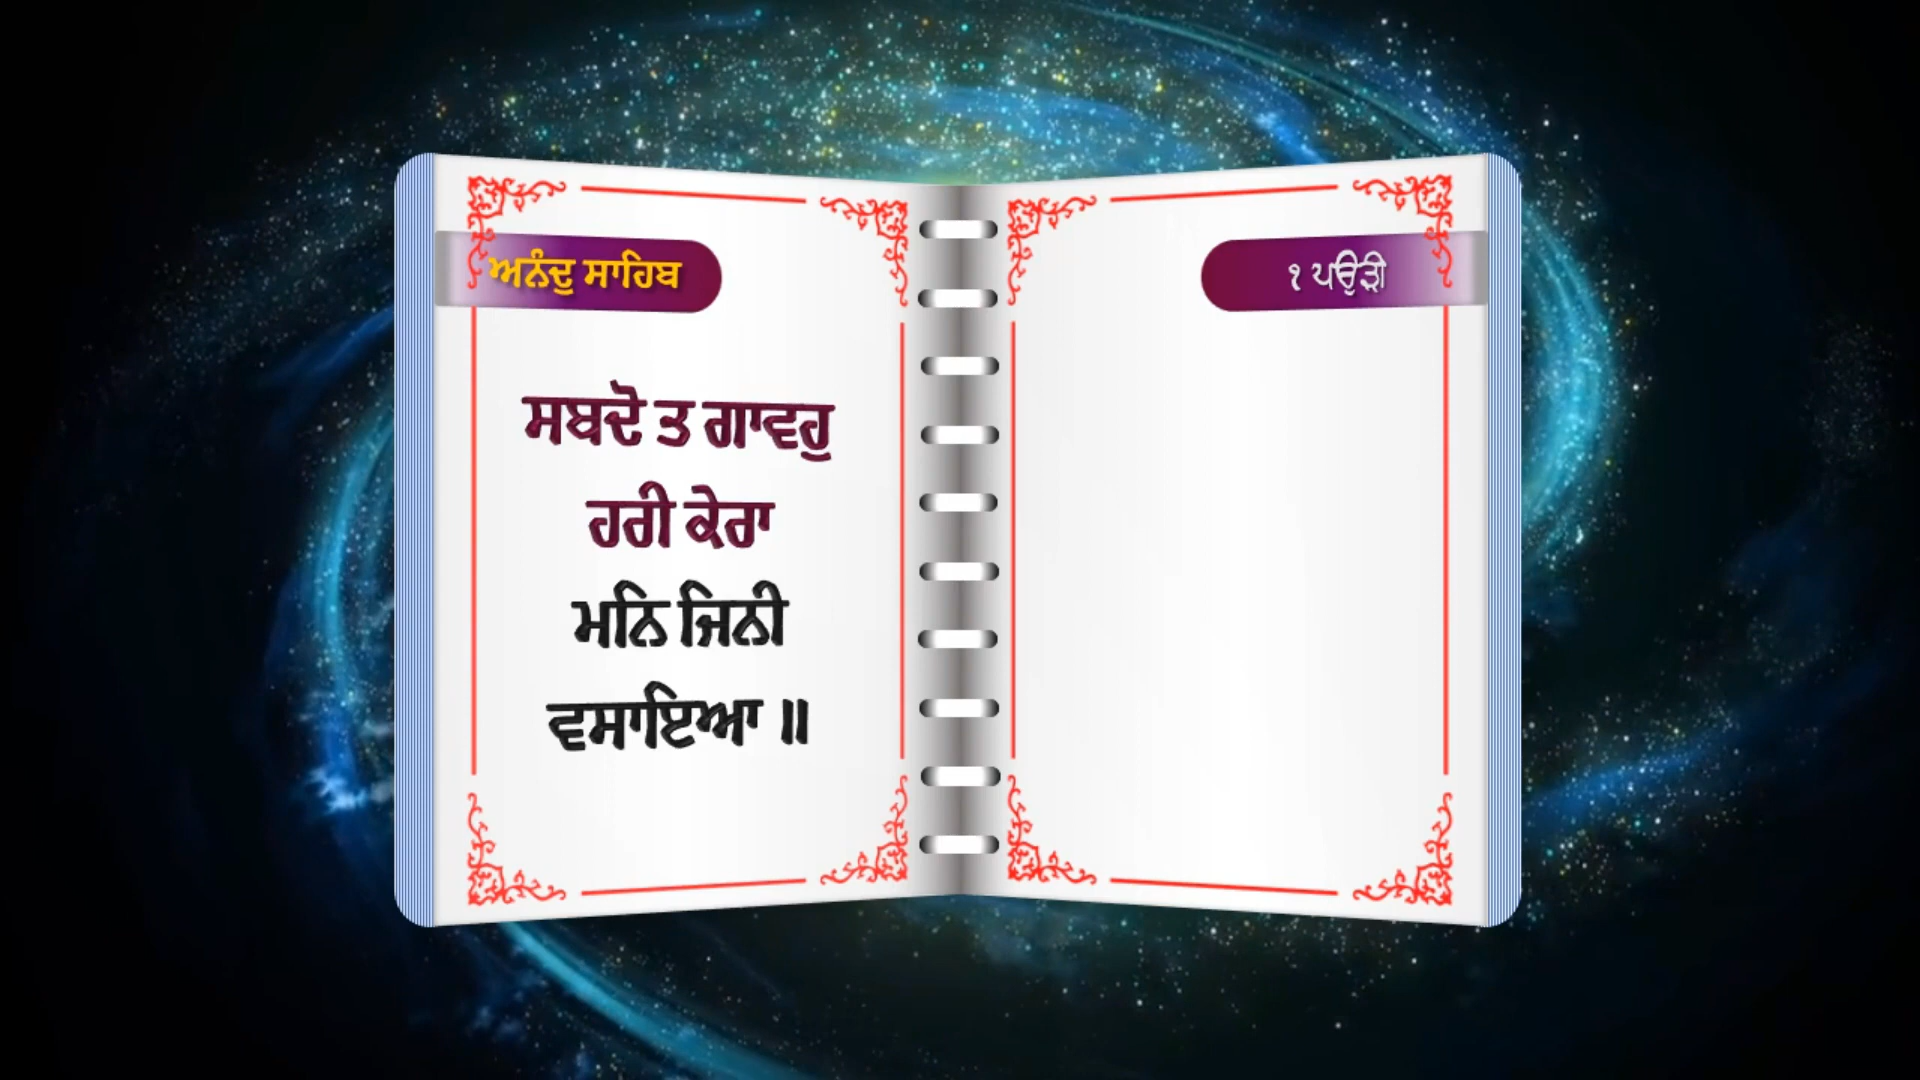 ਅਨੰਦੁ ਸਾਹਿਬ
ਸਬਦੋ ਤ ਗਾਵਹੁ
ਹਰੀ ਕੇਰਾ
ਮਨਿ ਜਿਨੀ
ਵਸਾਇਆ ॥
੧ ਪਉੜੀ